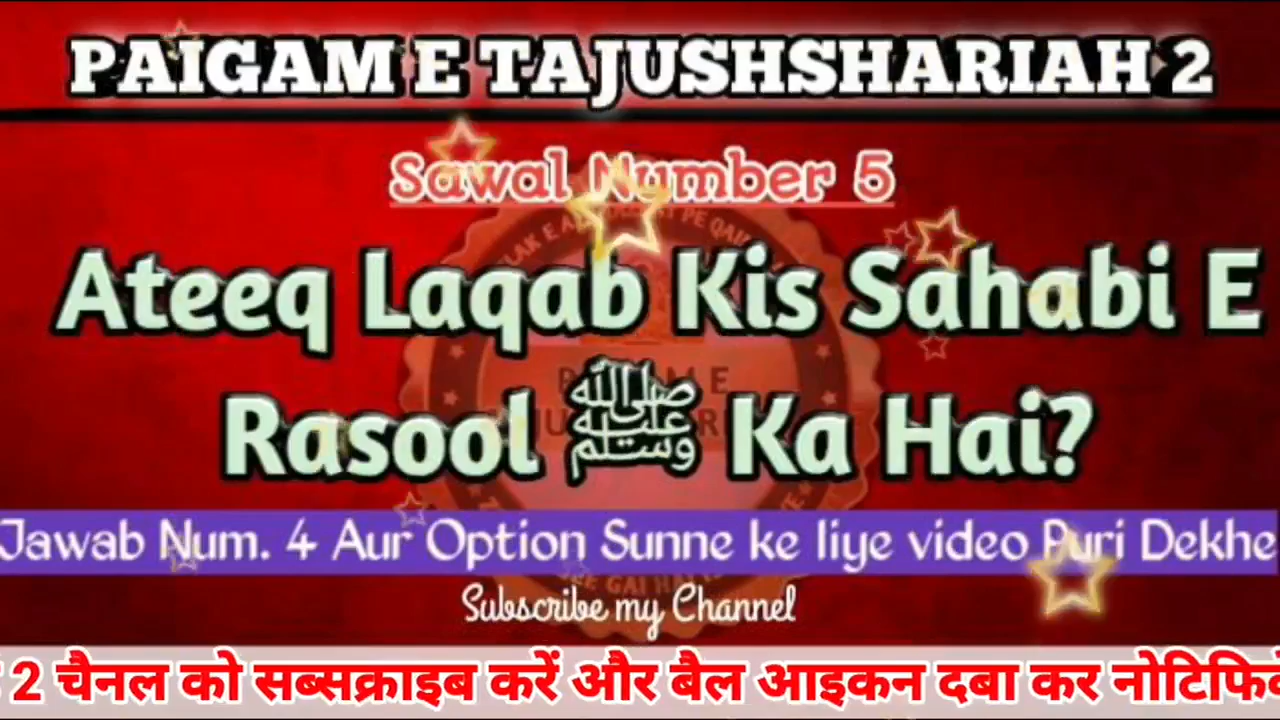 PAIGAM E TAJUSHSHARIAH 2
Sawal Number 5
Ateeq Laqab Kis Sahabi E
Rasool ﷺ Ka Hai?
Jawab Num. 4 Aur Option Sunne ke liye video Puri Dekhe
Subscribe my Channel
2 चैनल को सब्सक्राइब करें और बैल आइकन दबा कर